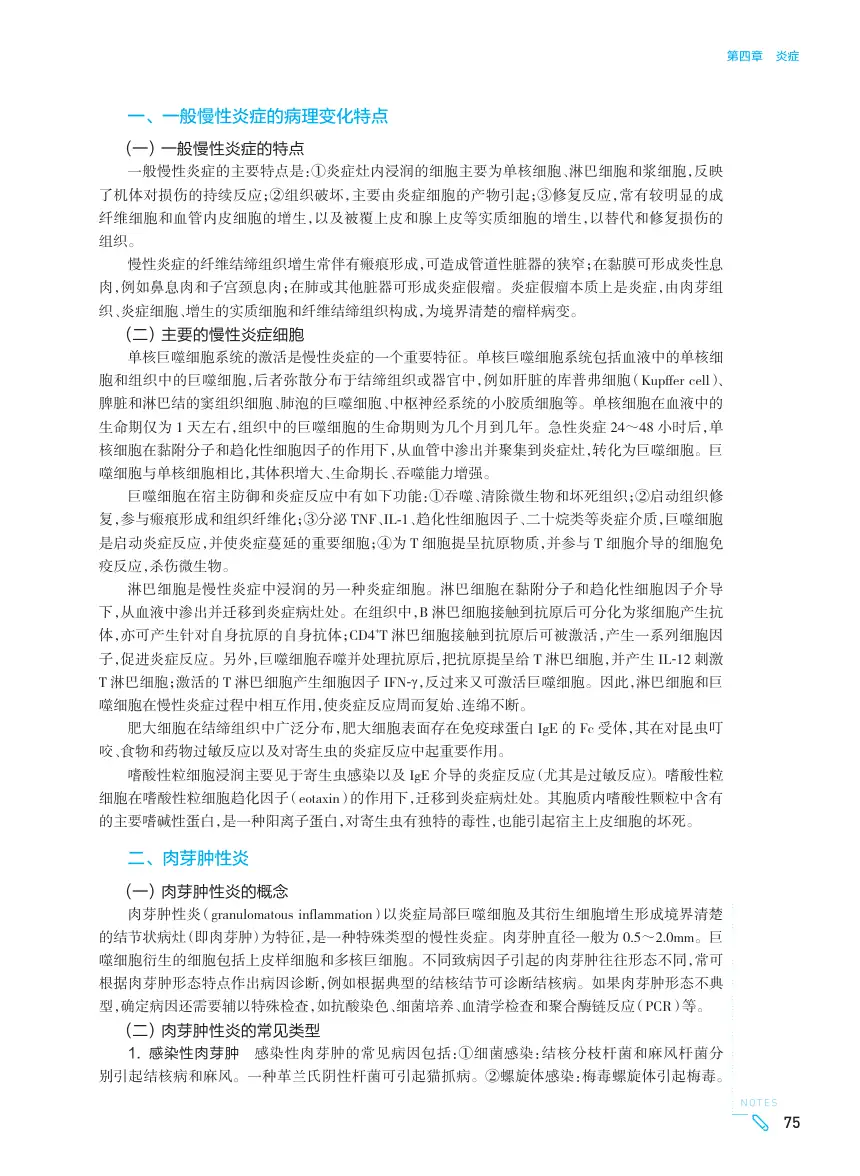 第四章 炎症
一、一般慢性炎症的病理变化特点
（一）一般慢性炎症的特点
一般慢性炎症的主要特点是：①炎症灶内浸润的细胞主要为单核细胞、淋巴细胞和浆细胞，反映
了机体对损伤的持续反应；②组织破坏，主要由炎症细胞的产物引起；③修复反应，常有较明显的成
纤维细胞和血管内皮细胞的增生，以及被覆上皮和腺上皮等实质细胞的增生，以替代和修复损伤的
组织。
慢性炎症的纤维结缔组织增生常伴有瘢痕形成，可造成管道性脏器的狭窄；在黏膜可形成炎性息
肉，例如鼻息肉和子宫颈息肉；在肺或其他脏器可形成炎症假瘤。炎症假瘤本质上是炎症，由肉芽组
织、炎症细胞、增生的实质细胞和纤维结缔组织构成，为境界清楚的瘤样病变。
（二）主要的慢性炎症细胞
单核巨噬细胞系统的激活是慢性炎症的一个重要特征。单核巨噬细胞系统包括血液中的单核细
胞和组织中的巨噬细胞，后者弥散分布于结缔组织或器官中，例如肝脏的库普弗细胞（Kupffer cell）、
脾脏和淋巴结的窦组织细胞、肺泡的巨噬细胞、中枢神经系统的小胶质细胞等。单核细胞在血液中的
生命期仅为 1 天左右，组织中的巨噬细胞的生命期则为几个月到几年。急性炎症 24～48 小时后，单
核细胞在黏附分子和趋化性细胞因子的作用下，从血管中渗出并聚集到炎症灶，转化为巨噬细胞。巨
噬细胞与单核细胞相比，其体积增大、生命期长、吞噬能力增强。
巨噬细胞在宿主防御和炎症反应中有如下功能：①吞噬、清除微生物和坏死组织；②启动组织修
复，参与瘢痕形成和组织纤维化；③分泌 TNF、IL-1、趋化性细胞因子、二十烷类等炎症介质，巨噬细胞
是启动炎症反应，并使炎症蔓延的重要细胞；④为 T 细胞提呈抗原物质，并参与 T 细胞介导的细胞免
疫反应，杀伤微生物。
淋巴细胞是慢性炎症中浸润的另一种炎症细胞。淋巴细胞在黏附分子和趋化性细胞因子介导
下，从血液中渗出并迁移到炎症病灶处。在组织中，B 淋巴细胞接触到抗原后可分化为浆细胞产生抗
体，亦可产生针对自身抗原的自身抗体；CD4⁺T 淋巴细胞接触到抗原后可被激活，产生一系列细胞因
子，促进炎症反应。另外，巨噬细胞吞噬并处理抗原后，把抗原提呈给 T 淋巴细胞，并产生 IL-12 刺激
T 淋巴细胞；激活的 T 淋巴细胞产生细胞因子 IFN-γ，反过来又可激活巨噬细胞。因此，淋巴细胞和巨
噬细胞在慢性炎症过程中相互作用，使炎症反应周而复始、连绵不断。
肥大细胞在结缔组织中广泛分布，肥大细胞表面存在免疫球蛋白 IgE 的 Fc 受体，其在对昆虫叮
咬、食物和药物过敏反应以及对寄生虫的炎症反应中起重要作用。
嗜酸性粒细胞浸润主要见于寄生虫感染以及 IgE 介导的炎症反应（尤其是过敏反应）。嗜酸性粒
细胞在嗜酸性粒细胞趋化因子（eotaxin）的作用下，迁移到炎症病灶处。其胞质内嗜酸性颗粒中含有
的主要嗜碱性蛋白，是一种阳离子蛋白，对寄生虫有独特的毒性，也能引起宿主上皮细胞的坏死。
二、肉芽肿性炎
（一）肉芽肿性炎的概念
肉芽肿性炎（granulomatous inflammation）以炎症局部巨噬细胞及其衍生细胞增生形成境界清楚
的结节状病灶（即肉芽肿）为特征，是一种特殊类型的慢性炎症。肉芽肿直径一般为 0.5～2.0mm。巨
噬细胞衍生的细胞包括上皮样细胞和多核巨细胞。不同致病因子引起的肉芽肿往往形态不同，常可
根据肉芽肿形态特点作出病因诊断，例如根据典型的结核结节可诊断结核病。如果肉芽肿形态不典
型，确定病因还需要辅以特殊检查，如抗酸染色、细菌培养、血清学检查和聚合酶链反应（PCR）等。
（二）肉芽肿性炎的常见类型
1. 感染性肉芽肿 感染性肉芽肿的常见病因包括：①细菌感染：结核分枝杆菌和麻风杆菌分
别引起结核病和麻风。一种革兰氏阴性杆菌可引起猫抓病。②螺旋体感染：梅毒螺旋体引起梅毒。
NOTES
75